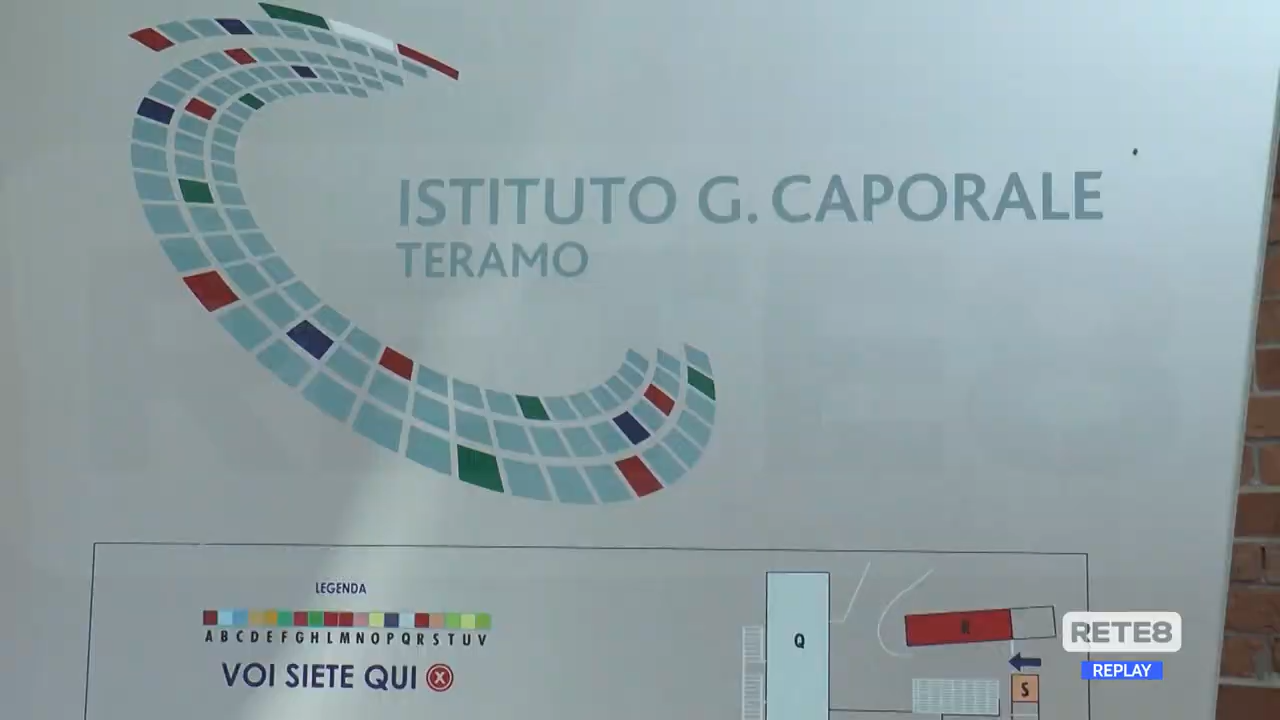 ISTITUTO G. CAPORALE
TERAMO
LEGENDA
A B C D E F G H L M N O P Q R S T U V
VOI SIETE QUI X
Q
R
S
RETE8
REPLAY